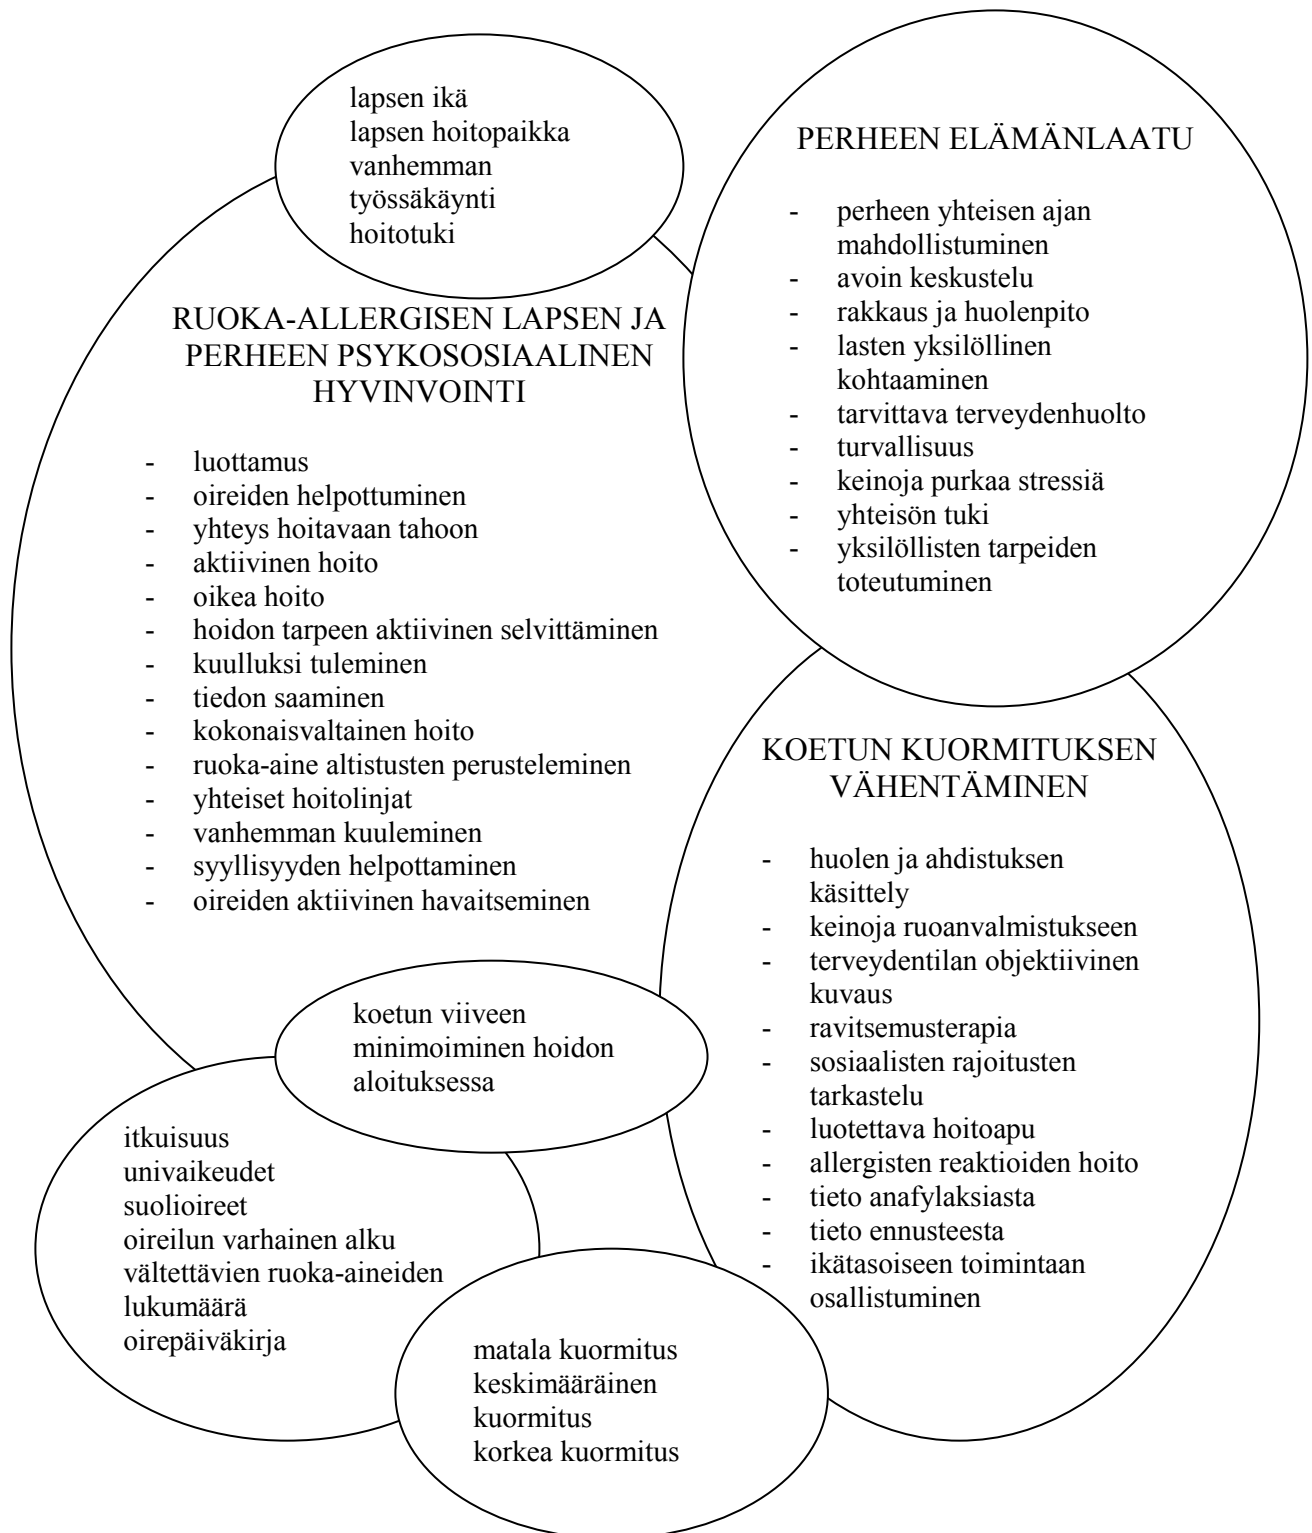 lapsen ikä
lapsen hoitopaikka
vanhemman
työssäkäynti
hoitotuki
PERHEEN ELÄMÄNLAATU
- perheen yhteisen ajan
mahdollistuminen
- avoin keskustelu
- rakkaus ja huolenpito
- lasten yksilöllinen
kohtaaminen
- tarvittava terveydenhuolto
- turvallisuus
- keinoja purkaa stressiä
- yhteisön tuki
- yksilöllisten tarpeiden
toteutuminen
RUOKA-ALLERGISEN LAPSEN JA
PERHEEN PSYKOSOSIAALINEN
HYVINVOINTI
- luottamus
- oireiden helpottuminen
- yhteys hoitavaan tahoon
- aktiivinen hoito
- oikea hoito
- hoidon tarpeen aktiivinen selvittäminen
- kuulluksi tuleminen
- tiedon saaminen
- kokonaisvaltainen hoito
- ruoka-aine altistusten perusteleminen
- yhteiset hoitolinjat
- vanhemman kuuleminen
- syyllisyyden helpottaminen
- oireiden aktiivinen havaitseminen
KOETUN KUORMITUKSEN
VÄHENTÄMINEN
- huolen ja ahdistuksen
käsittely
- keinoja ruoanvalmistukseen
- terveydentilan objektiivinen
kuvaus
- ravitsemusterapia
- sosiaalisten rajoitusten
tarkastelu
- luotettava hoitoapu
- allergisten reaktioiden hoito
- tieto anafylaksiasta
- tieto ennusteesta
- ikätasoiseen toimintaan
osallistuminen
koetun viiveen
minimoiminen hoidon
aloituksessa
itkuisuus
univaikeudet
suolioireet
oireilun varhainen alku
vältettävien ruoka-aineiden
lukumäärä
oirepäiväkirja
matala kuormitus
keskimääräinen
kuormitus
korkea kuormitus